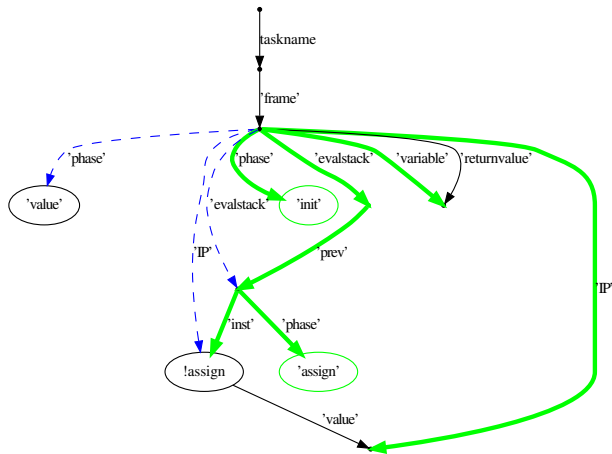 taskname
’frame’
’phase’
’phase’
’evalstack’
’variable’
’returnvalue’
’value’
’evalstack’
’init’
’IP’
’prev’
’IP’
’inst’
’phase’
!assign
’assign’
’value’